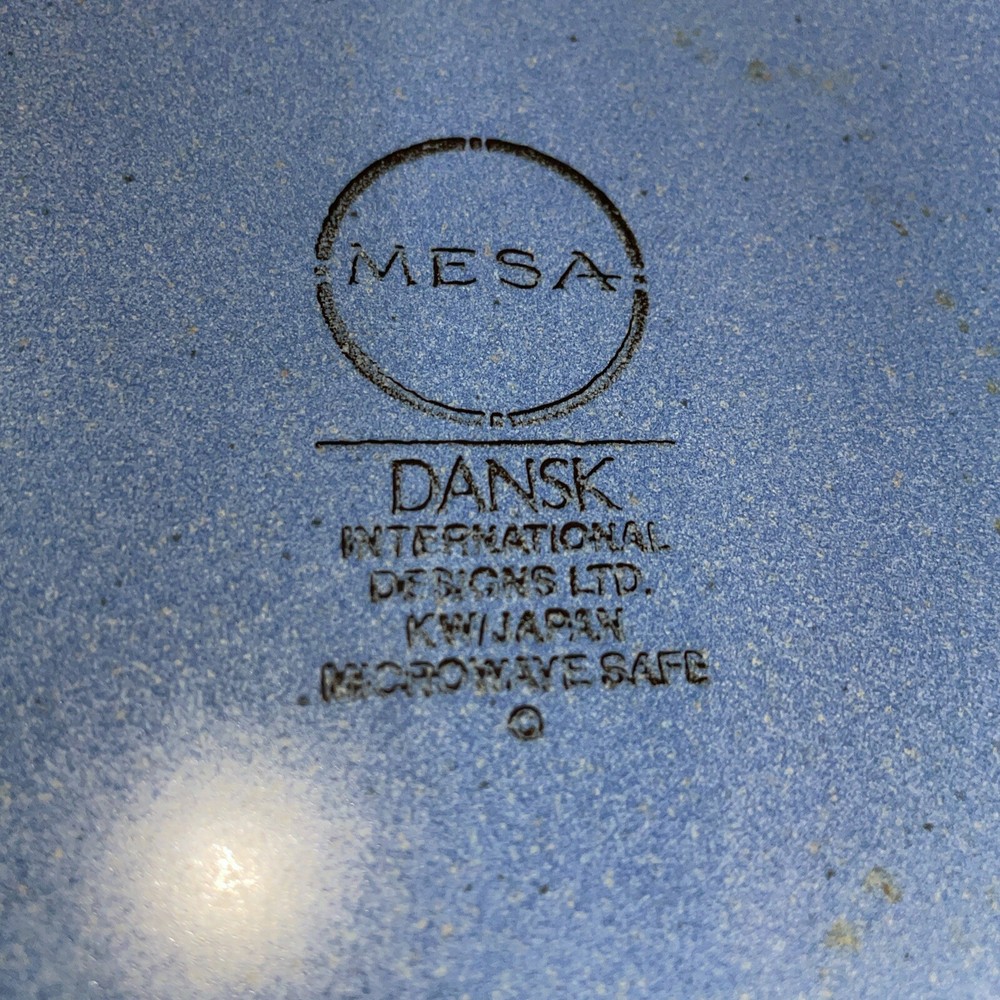 MESA
DANSK
INTERNATIONAL
DESIGNS LTD.
KW/JAPAN
MICROWAVE SAFE
©